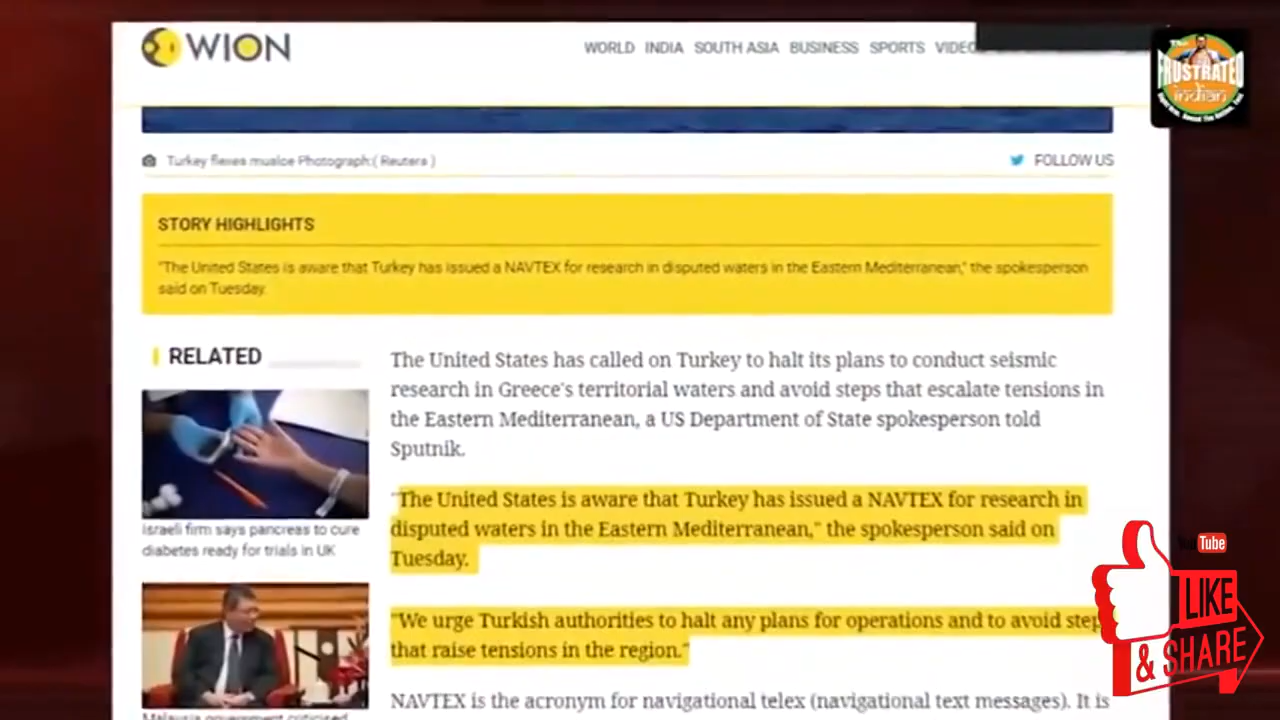 WION
WORLD INDIA SOUTH ASIA BUSINESS SPORTS
The
FRUSTRATED
indian
Turkey flexes muslce Photograph:( Reuters )
FOLLOW US
STORY HIGHLIGHTS
"The United States is aware that Turkey has issued a NAVTEX for research in disputed waters in the Eastern Mediterranean," the spokesperson
said on Tuesday.
RELATED
The United States has called on Turkey to halt its plans to conduct seismic
research in Greece's territorial waters and avoid steps that escalate tensions in
the Eastern Mediterranean, a US Department of State spokesperson told
Sputnik.
"The United States is aware that Turkey has issued a NAVTEX for research in
disputed waters in the Eastern Mediterranean," the spokesperson said on
Tuesday.
"We urge Turkish authorities to halt any plans for operations and to avoid step
that raise tensions in the region."
NAVTEX is the acronym for navigational telex (navigational text messages). It is
Israeli firm says pancreas to cure
diabetes ready for trials in UK
Malaysia government criticised
YouTube
LIKE
& SHARE